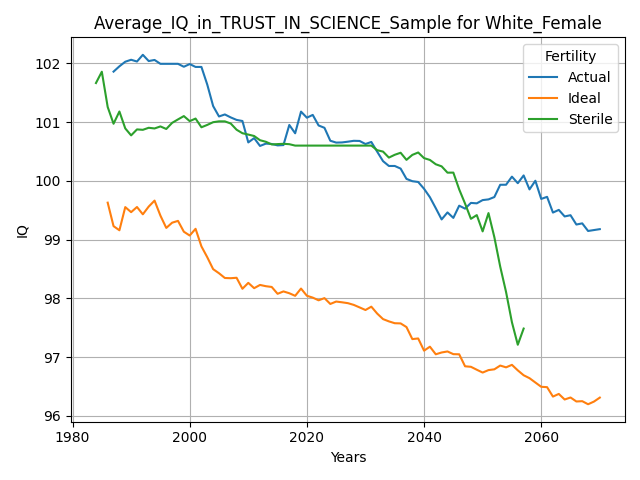 Average_IQ_in_TRUST_IN_SCIENCE_Sample for White_Female
Fertility
Actual
Ideal
Sterile
IQ
102
101
100
99
98
97
96
1980
2000
2020
2040
2060
Years